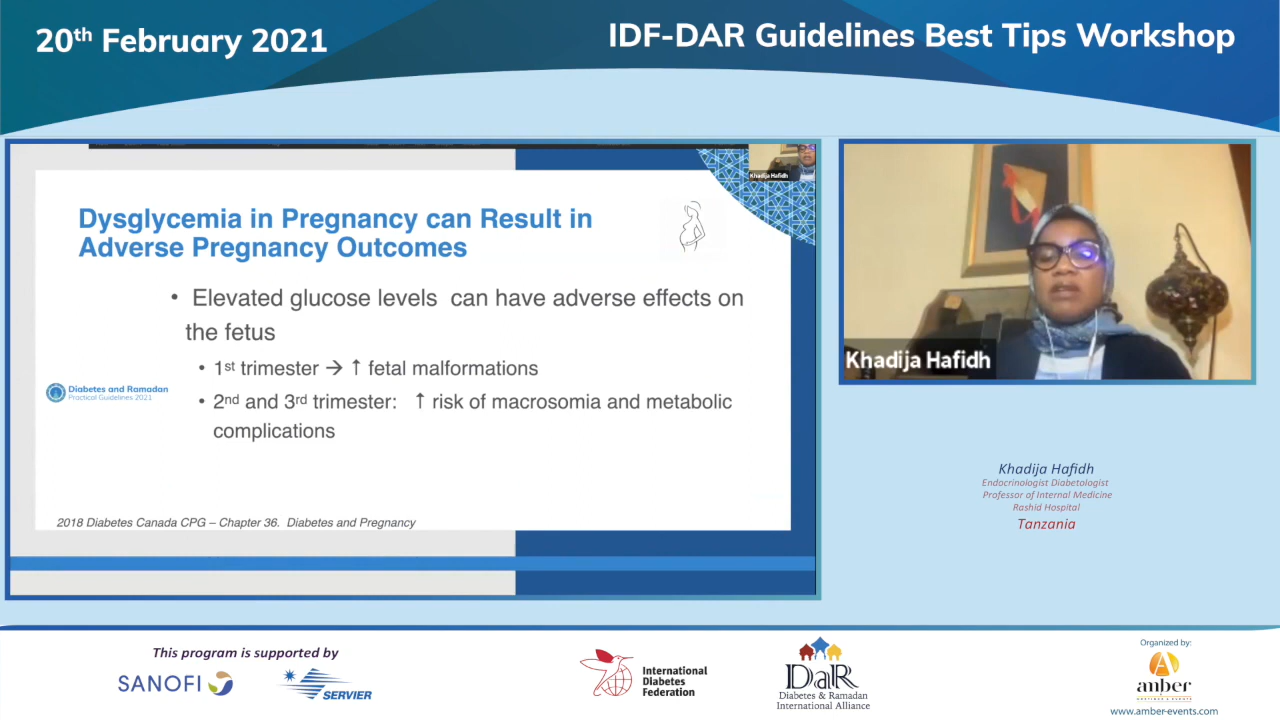 20th February 2021
IDF-DAR Guidelines Best Tips Workshop
Khadija Hafidh
Dysglycemia in Pregnancy can Result in
Adverse Pregnancy Outcomes
• Elevated glucose levels can have adverse effects on
the fetus
• 1st trimester → ↑ fetal malformations
• 2nd and 3rd trimester: ↑ risk of macrosomia and metabolic
complications
Diabetes and Ramadan
Practical Guidelines 2021
2018 Diabetes Canada CPG – Chapter 36. Diabetes and Pregnancy
Khadija Hafidh
Khadija Hafidh
Endocrinologist Diabetologist
Professor of Internal Medicine
Rashid Hospital
Tanzania
This program is supported by
SANOFI
SERVIER
International
Diabetes
Federation
DaR
Diabetes & Ramadan
International Alliance
Organized by:
anber
www.amber-events.com